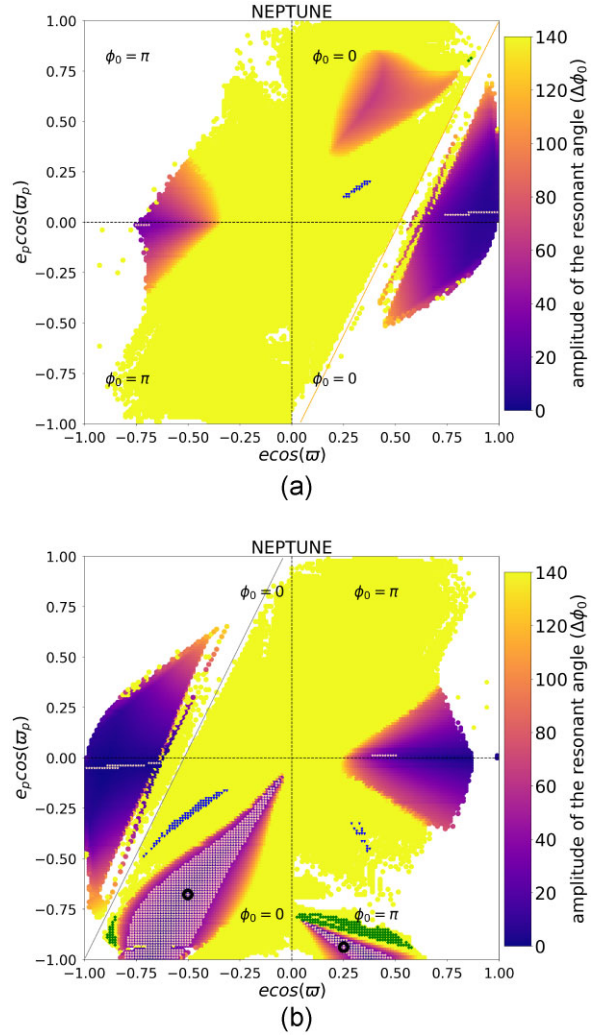 NEPTUNE
ϕ₀ = π
ϕ₀ = 0
ϕ₀ = π
ϕ₀ = 0
1.00
0.75
0.50
0.25
0.00
−0.25
−0.50
−0.75
−1.00
e_p cos(ϖ_p)
−1.00 −0.75 −0.50 −0.25 0.00 0.25 0.50 0.75 1.00
ecos(ϖ)
140
120
100
80
60
40
20
0
amplitude of the resonant angle (Δϕ₀)
(a)
NEPTUNE
ϕ₀ = 0
ϕ₀ = π
ϕ₀ = 0
ϕ₀ = π
1.00
0.75
0.50
0.25
0.00
−0.25
−0.50
−0.75
−1.00
e_p cos(ϖ_p)
−1.00 −0.75 −0.50 −0.25 0.00 0.25 0.50 0.75 1.00
ecos(ϖ)
140
120
100
80
60
40
20
0
amplitude of the resonant angle (Δϕ₀)
(b)